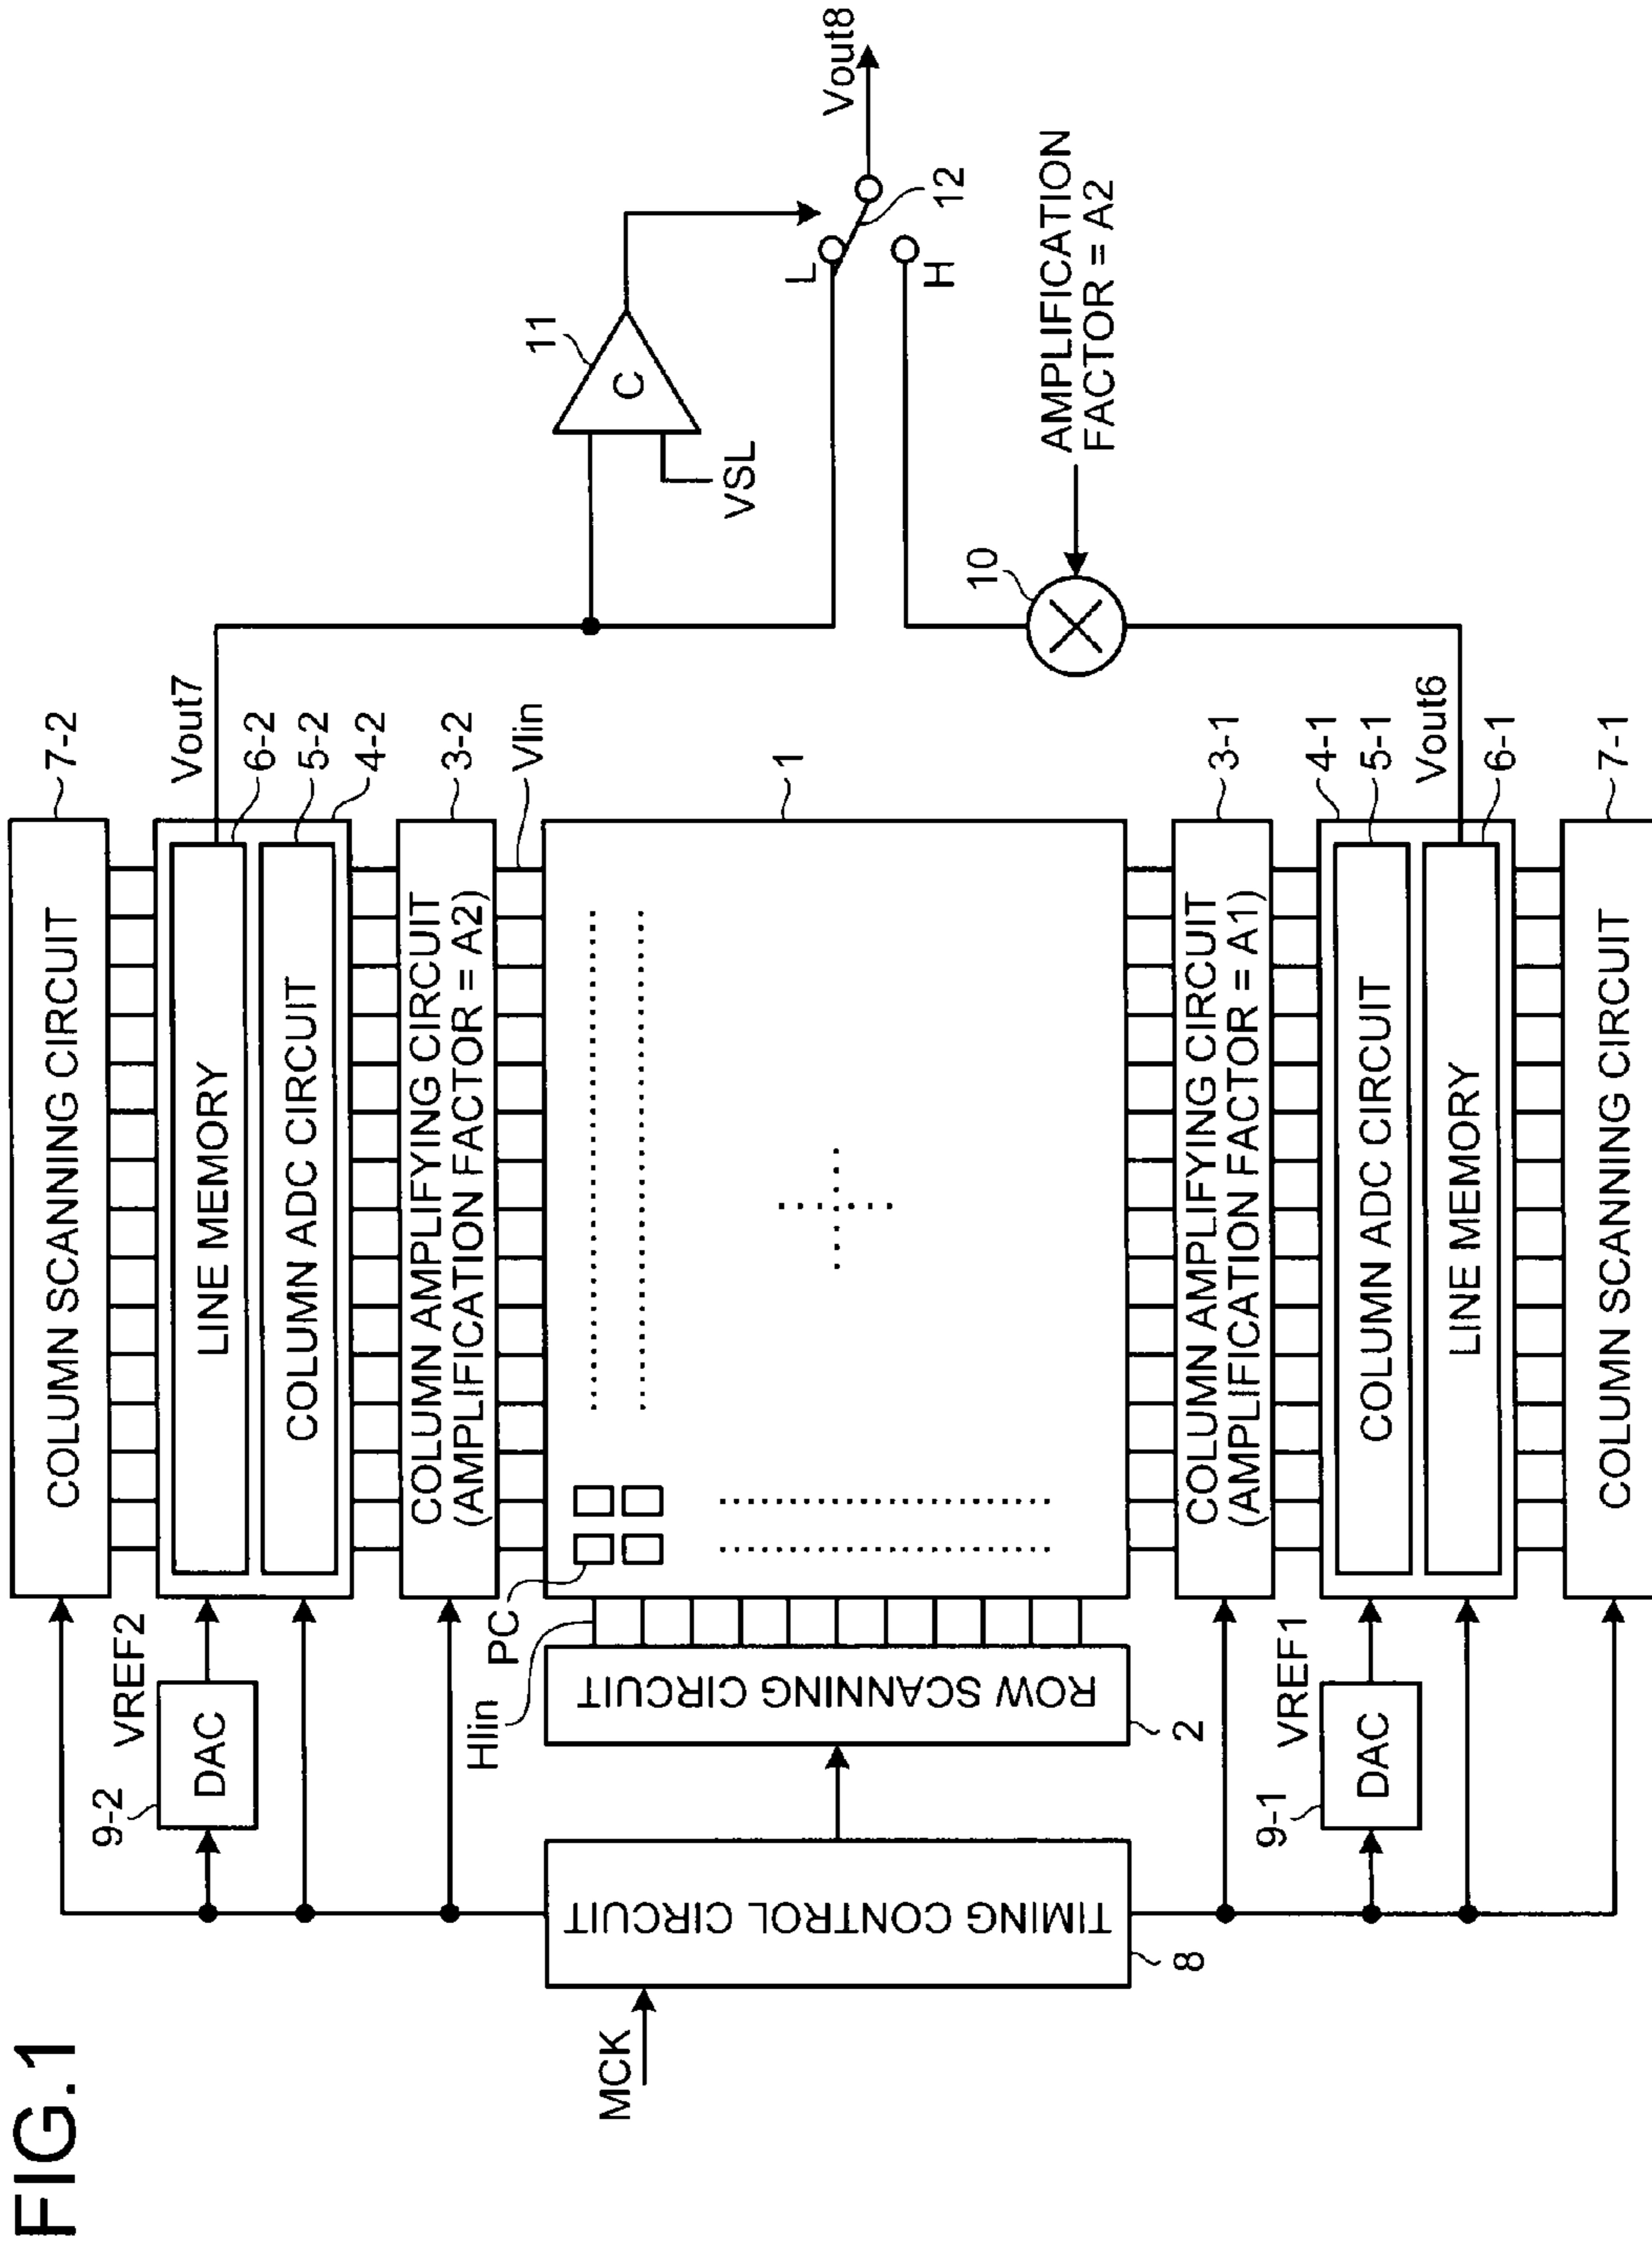 FIG.1
7-2
COLUMN SCANNING CIRCUIT
Vout7
6-2
LINE MEMORY
5-2
COLUMN ADC CIRCUIT
4-2
VREF2
9-2
DAC
3-2
COLUMN AMPLIFYING CIRCUIT
(AMPLIFICATION FACTOR = A2)
Vlin
11
C
VSL
Hlin
PC
1
MCK
TIMING CONTROL CIRCUIT
8
ROW SCANNING CIRCUIT
2
L
H
12
Vout8
10
AMPLIFICATION
FACTOR = A2
3-1
COLUMN AMPLIFYING CIRCUIT
(AMPLIFICATION FACTOR = A1)
4-1
VREF1
9-1
DAC
5-1
COLUMN ADC CIRCUIT
Vout6
LINE MEMORY
6-1
7-1
COLUMN SCANNING CIRCUIT